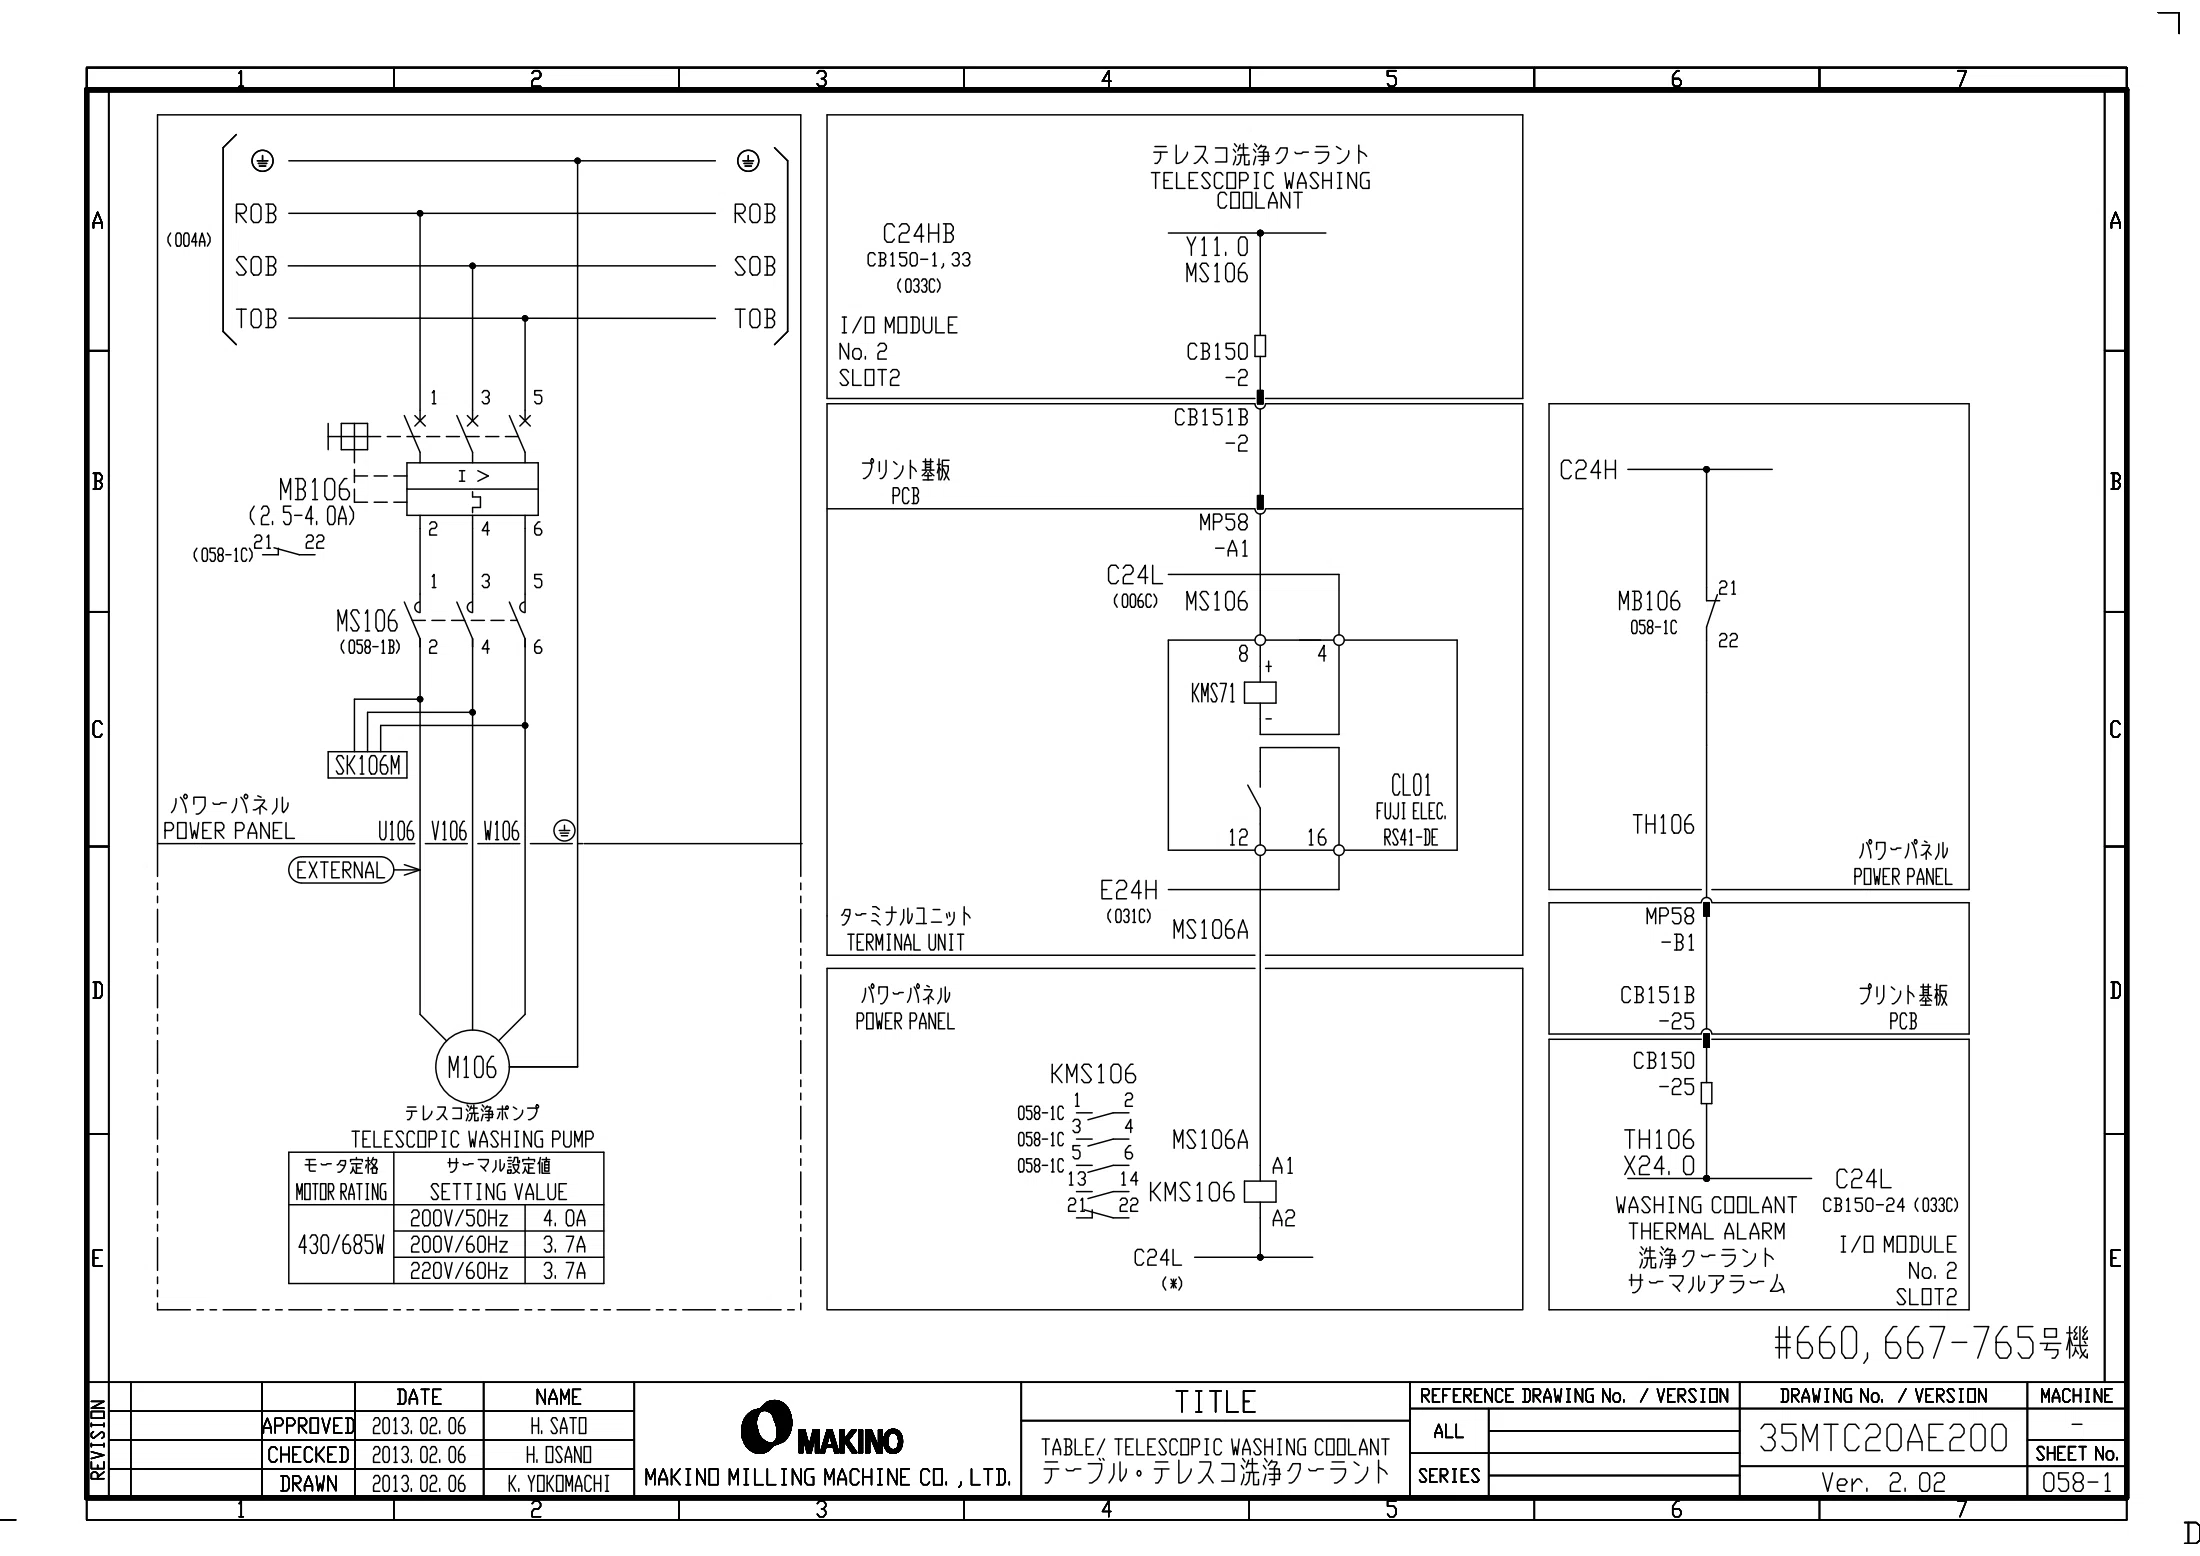 1 2 3 4 5 6 7
A
B
C
D
E
(004A)
ROB ROB
SOB SOB
TOB TOB
1 3 5
I >
MB106
(2.5-4.0A)
2 4 6
21 22
(058-1C)
1 3 5
MS106
(058-1B)
2 4 6
SK106M
パワーパネル
POWER PANEL
U106 V106 W106
EXTERNAL
M106
テレスコ洗浄ポンプ
TELESCOPIC WASHING PUMP
モータ定格 サーマル設定値
MOTOR RATING SETTING VALUE
430/685W
200V/50Hz 4.0A
200V/60Hz 3.7A
220V/60Hz 3.7A
テレスコ洗浄クーラント
TELESCOPIC WASHING
COOLANT
C24HB
CB150-1,33
(033C)
Y11.0
MS106
I/O MODULE
No.2
SLOT2
CB150
-2
CB151B
-2
プリント基板
PCB
MP58
-A1
C24L
(006C)
MS106
8 4
+
KMS71
-
CL01
FUJI ELEC.
RS41-DE
12 16
E24H
(031C)
MS106A
ターミナルユニット
TERMINAL UNIT
パワーパネル
POWER PANEL
KMS106
058-1C 1 2
058-1C 3 4
058-1C 5 6
13 14
21 22
MS106A
A1
KMS106
A2
C24L
(*)
C24H
MB106
058-1C
21
22
TH106
パワーパネル
POWER PANEL
MP58
-B1
CB151B
-25
プリント基板
PCB
CB150
-25
TH106
X24.0
C24L
CB150-24 (033C)
WASHING COOLANT
THERMAL ALARM
洗浄クーラント
サーマルアラーム
I/O MODULE
No.2
SLOT2
#660,667-765号機
REVISION
DATE NAME
APPROVED 2013.02.06 H.SATO
CHECKED 2013.02.06 H.OSANO
DRAWN 2013.02.06 K.YOKOMACHI
MAKINO
MAKINO MILLING MACHINE CO.,LTD.
TITLE
TABLE/ TELESCOPIC WASHING COOLANT
テーブル・テレスコ洗浄クーラント
REFERENCE DRAWING No. / VERSION
ALL
SERIES
DRAWING No. / VERSION
35MTC20AE200
Ver. 2.02
MACHINE
-
SHEET No.
058-1
A
B
C
D
E
1 2 3 4 5 6 7
D